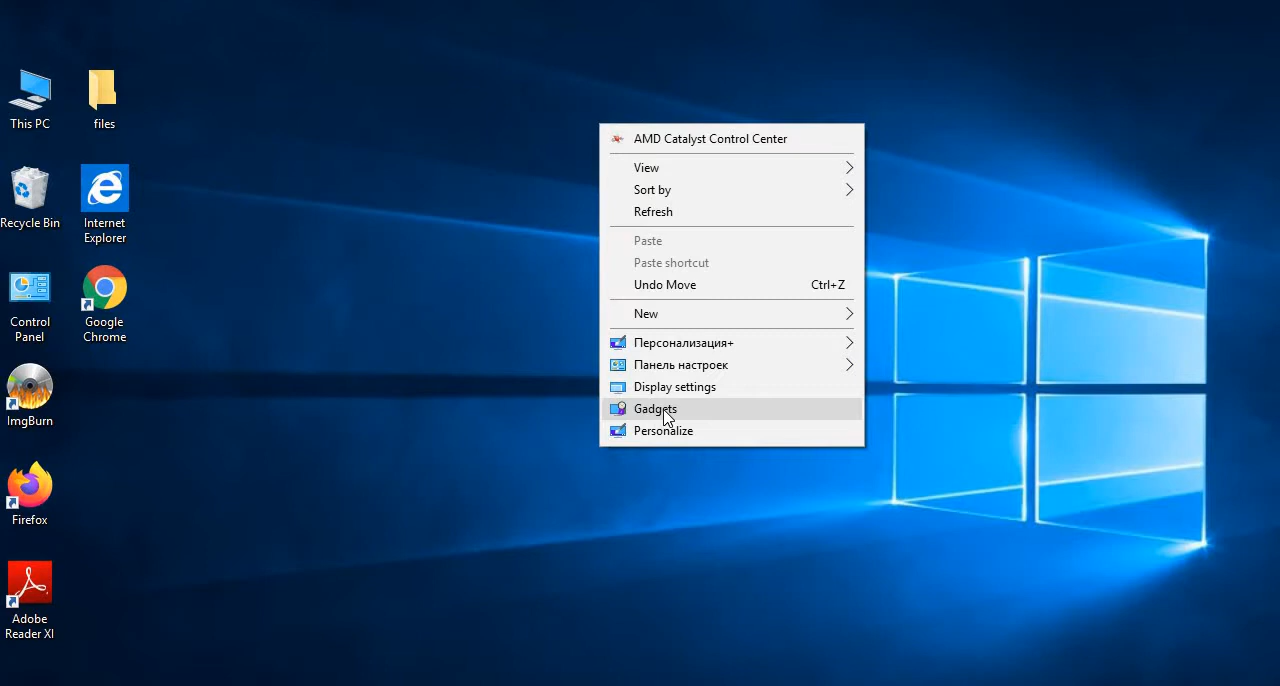 This PC
files
Recycle Bin
Internet
Explorer
Control
Panel
Google
Chrome
ImgBurn
Firefox
Adobe
Reader XI
AMD Catalyst Control Center
View
Sort by
Refresh
Paste
Paste shortcut
Undo Move Ctrl+Z
New
Персонализация+
Панель настроек
Display settings
Gadgets
Personalize